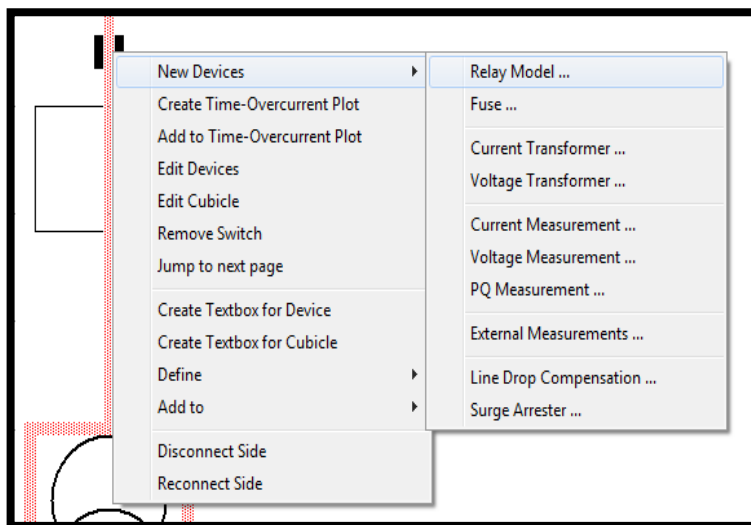 New Devices
Create Time-Overcurrent Plot
Add to Time-Overcurrent Plot
Edit Devices
Edit Cubicle
Remove Switch
Jump to next page
Create Textbox for Device
Create Textbox for Cubicle
Define
Add to
Disconnect Side
Reconnect Side
Relay Model ...
Fuse ...
Current Transformer ...
Voltage Transformer ...
Current Measurement ...
Voltage Measurement ...
PQ Measurement ...
External Measurements ...
Line Drop Compensation ...
Surge Arrester ...